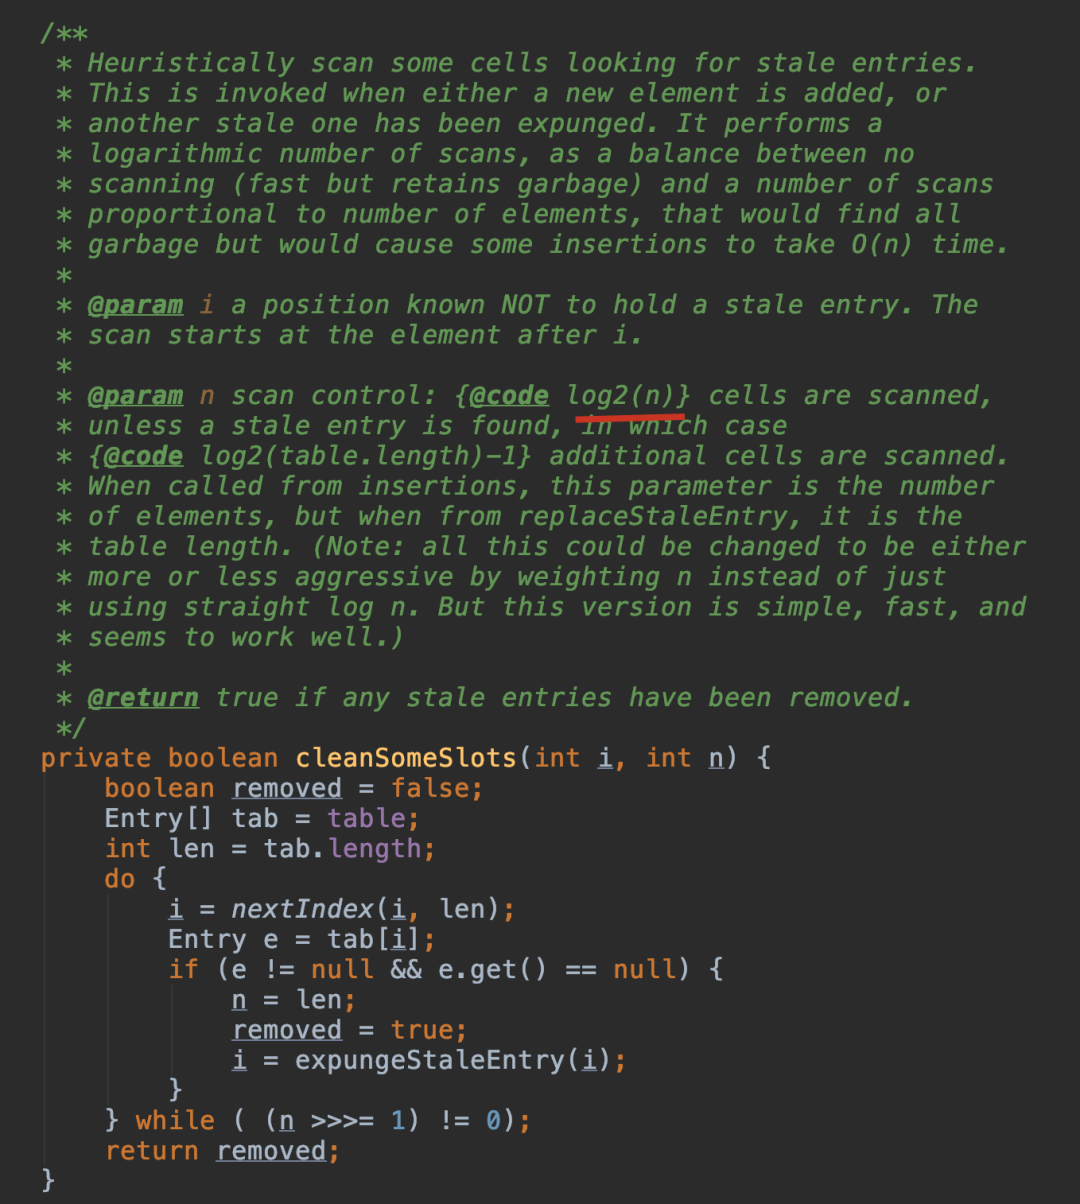 /**
 * Heuristically scan some cells looking for stale entries.
 * This is invoked when either a new element is added, or
 * another stale one has been expunged. It performs a
 * logarithmic number of scans, as a balance between no
 * scanning (fast but retains garbage) and a number of scans
 * proportional to number of elements, that would find all
 * garbage but would cause some insertions to take O(n) time.
 *
 * @param i a position known NOT to hold a stale entry. The
 * scan starts at the element after i.
 *
 * @param n scan control: {@code log2(n)} cells are scanned,
 * unless a stale entry is found, in which case
 * {@code log2(table.length)-1} additional cells are scanned.
 * When called from insertions, this parameter is the number
 * of elements, but when from replaceStaleEntry, it is the
 * table length. (Note: all this could be changed to be either
 * more or less aggressive by weighting n instead of just
 * using straight log n. But this version is simple, fast, and
 * seems to work well.)
 *
 * @return true if any stale entries have been removed.
 */
private boolean cleanSomeSlots(int i, int n) {
    boolean removed = false;
    Entry[] tab = table;
    int len = tab.length;
    do {
        i = nextIndex(i, len);
        Entry e = tab[i];
        if (e != null && e.get() == null) {
            n = len;
            removed = true;
            i = expungeStaleEntry(i);
        }
    } while ( (n >>>= 1) != 0);
    return removed;
}